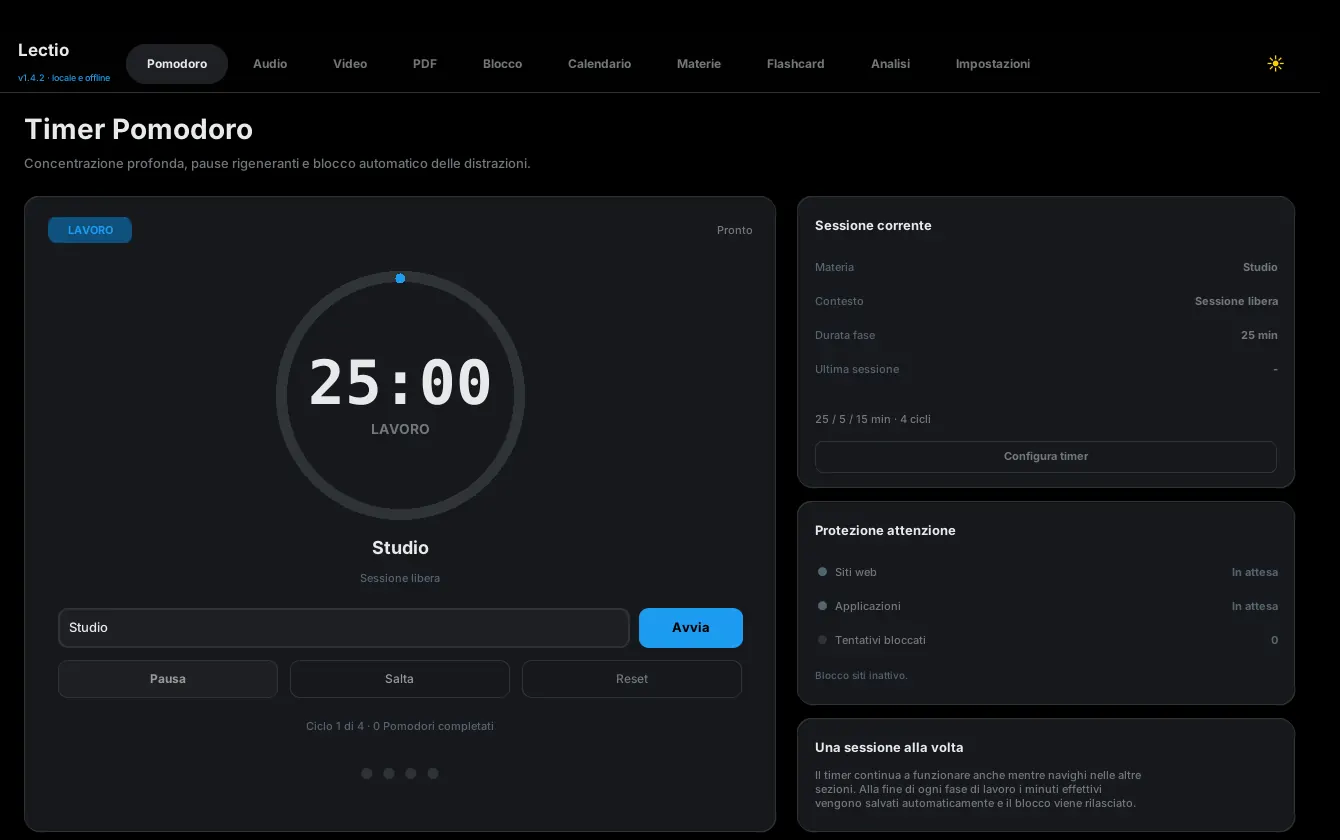 Lectio
v1.4.2 · locale e offline
Pomodoro
Audio
Video
PDF
Blocco
Calendario
Materie
Flashcard
Analisi
Impostazioni
Timer Pomodoro
Concentrazione profonda, pause rigeneranti e blocco automatico delle distrazioni.
LAVORO
Pronto
25:00
LAVORO
Studio
Sessione libera
Studio
Avvia
Pausa
Salta
Reset
Ciclo 1 di 4 · 0 Pomodori completati
Sessione corrente
Materia
Studio
Contesto
Sessione libera
Durata fase
25 min
Ultima sessione
-
25 / 5 / 15 min · 4 cicli
Configura timer
Protezione attenzione
Siti web
In attesa
Applicazioni
In attesa
Tentativi bloccati
0
Blocco siti inattivo.
Una sessione alla volta
Il timer continua a funzionare anche mentre navighi nelle altre
sezioni. Alla fine di ogni fase di lavoro i minuti effettivi
vengono salvati automaticamente e il blocco viene rilasciato.